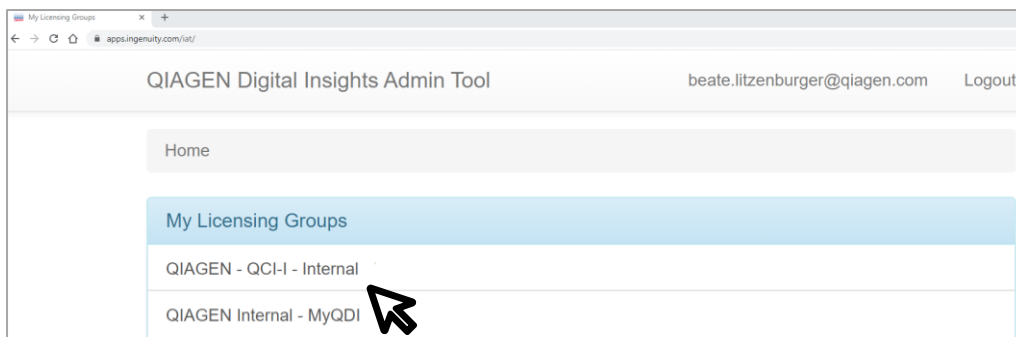 My Licensing Groups
apps.ingenuity.com/iat/
QIAGEN Digital Insights Admin Tool beate.litzenburger@qiagen.com Logout
Home
My Licensing Groups
QIAGEN - QCI-I - Internal
QIAGEN Internal - MyQDI